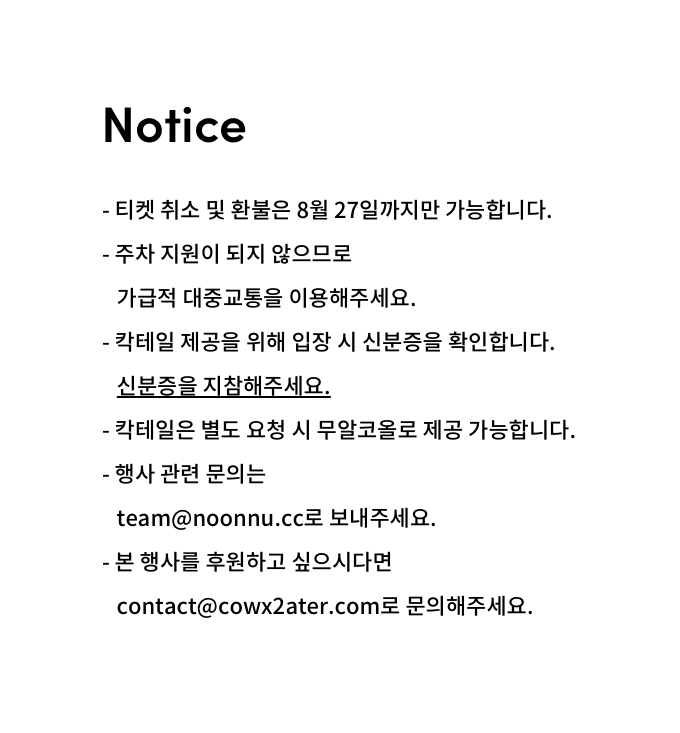 Notice
- 티켓 취소 및 환불은 8월 27일까지만 가능합니다.
- 주차 지원이 되지 않으므로
가급적 대중교통을 이용해주세요.
- 칵테일 제공을 위해 입장 시 신분증을 확인합니다.
신분증을 지참해주세요.
- 칵테일은 별도 요청 시 무알코올로 제공 가능합니다.
- 행사 관련 문의는
team@noonnu.cc로 보내주세요.
- 본 행사를 후원하고 싶으시다면
contact@cowx2ater.com로 문의해주세요.